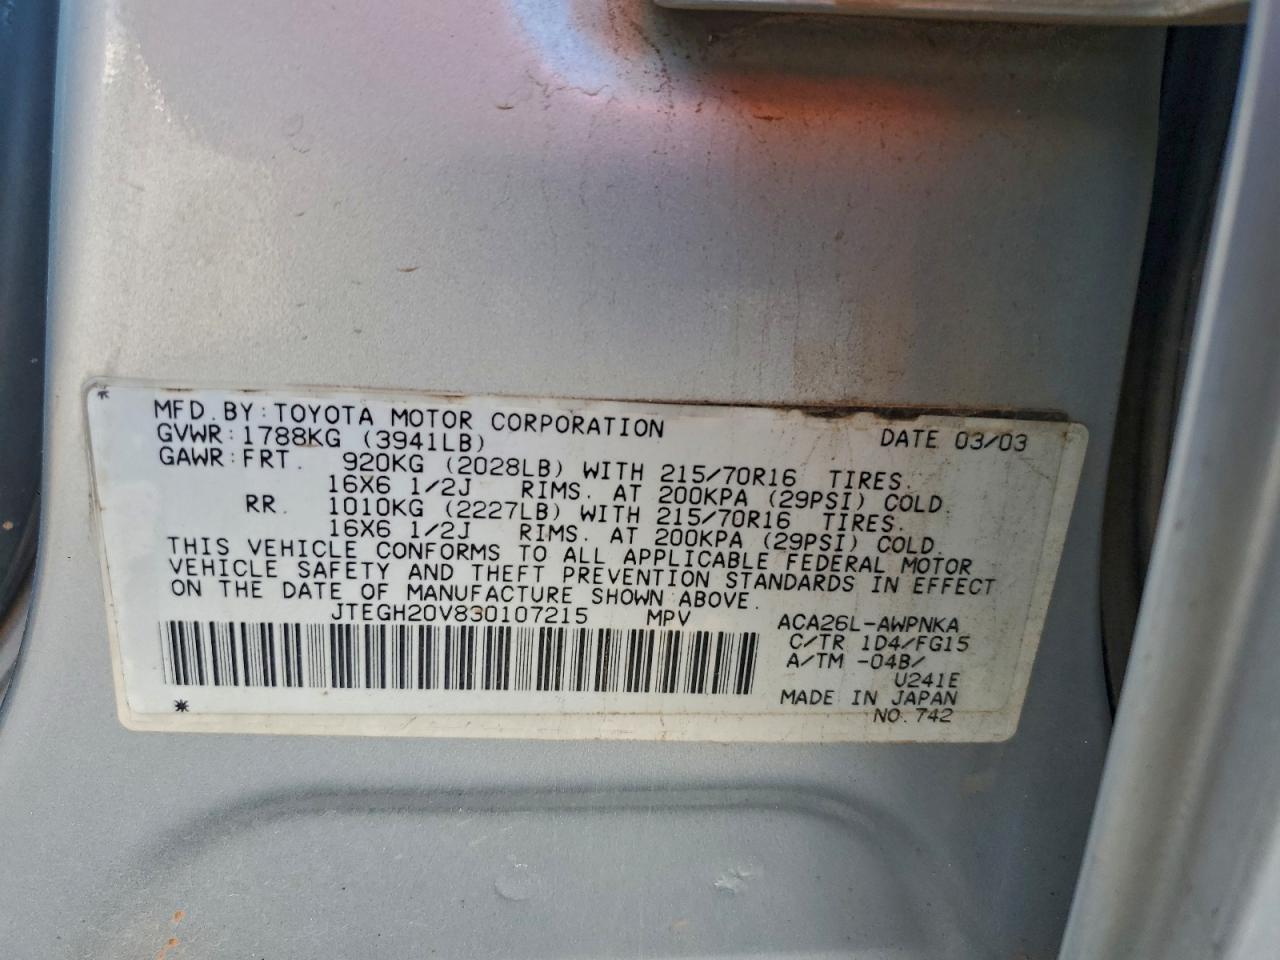 MFD. BY: TOYOTA MOTOR CORPORATION DATE 03/03
GVWR: 1788KG (3941LB)
GAWR: FRT. 920KG (2028LB) WITH 215/70R16 TIRES.
16X6 1/2J RIMS. AT 200KPA (29PSI) COLD.
RR. 1010KG (2227LB) WITH 215/70R16 TIRES.
16X6 1/2J RIMS. AT 200KPA (29PSI) COLD.
THIS VEHICLE CONFORMS TO ALL APPLICABLE FEDERAL MOTOR
VEHICLE SAFETY AND THEFT PREVENTION STANDARDS IN EFFECT
ON THE DATE OF MANUFACTURE SHOWN ABOVE.
JTEGH20V830107215 MPV ACA26L-AWPNKA
C/TR 1D4/FG15
A/TM -04B/
U241E
MADE IN JAPAN
NO. 742